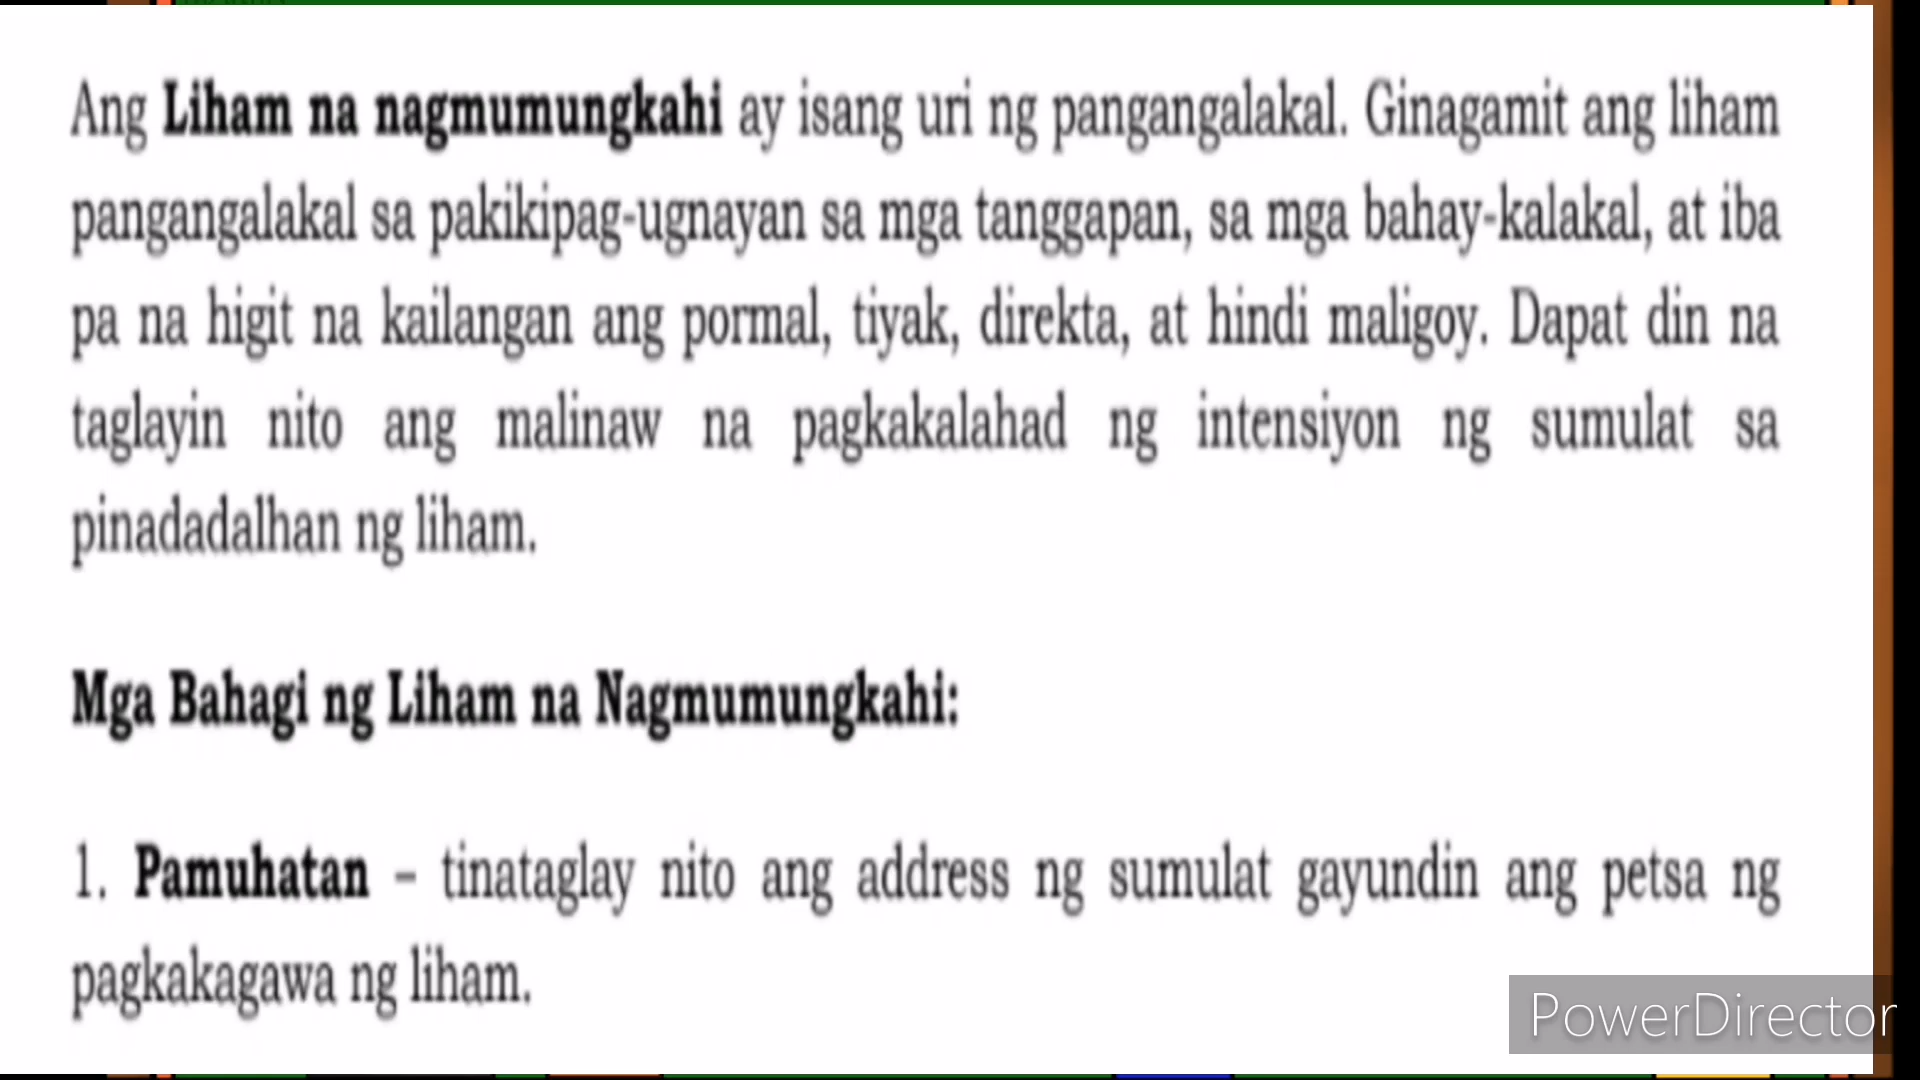 Ang Liham na nagmumungkahi ay isang uri ng pangangalakal. Ginagamit ang liham
pangangalakal sa pakikipag-ugnayan sa mga tanggapan, sa mga bahay-kalakal, at iba
pa na higit na kailangan ang pormal, tiyak, direkta, at hindi maligoy. Dapat din na
taglayin nito ang malinaw na pagkakalahad ng intensiyon ng sumulat sa
pinadadalhan ng liham.
Mga Bahagi ng Liham na Nagmumungkahi:
1. Pamuhatan – tinataglay nito ang address ng sumulat gayundin ang petsa ng
pagkakagawa ng liham.
PowerDirector